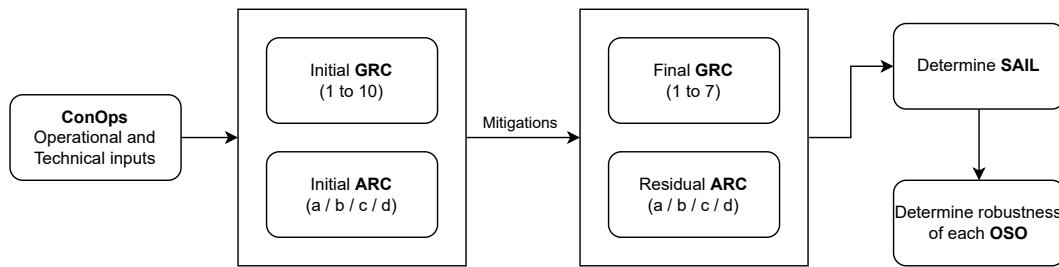 ConOps
Operational and
Technical inputs
Initial GRC
(1 to 10)
Initial ARC
(a / b / c / d)
Mitigations
Final GRC
(1 to 7)
Residual ARC
(a / b / c / d)
Determine SAIL
Determine robustness
of each OSO